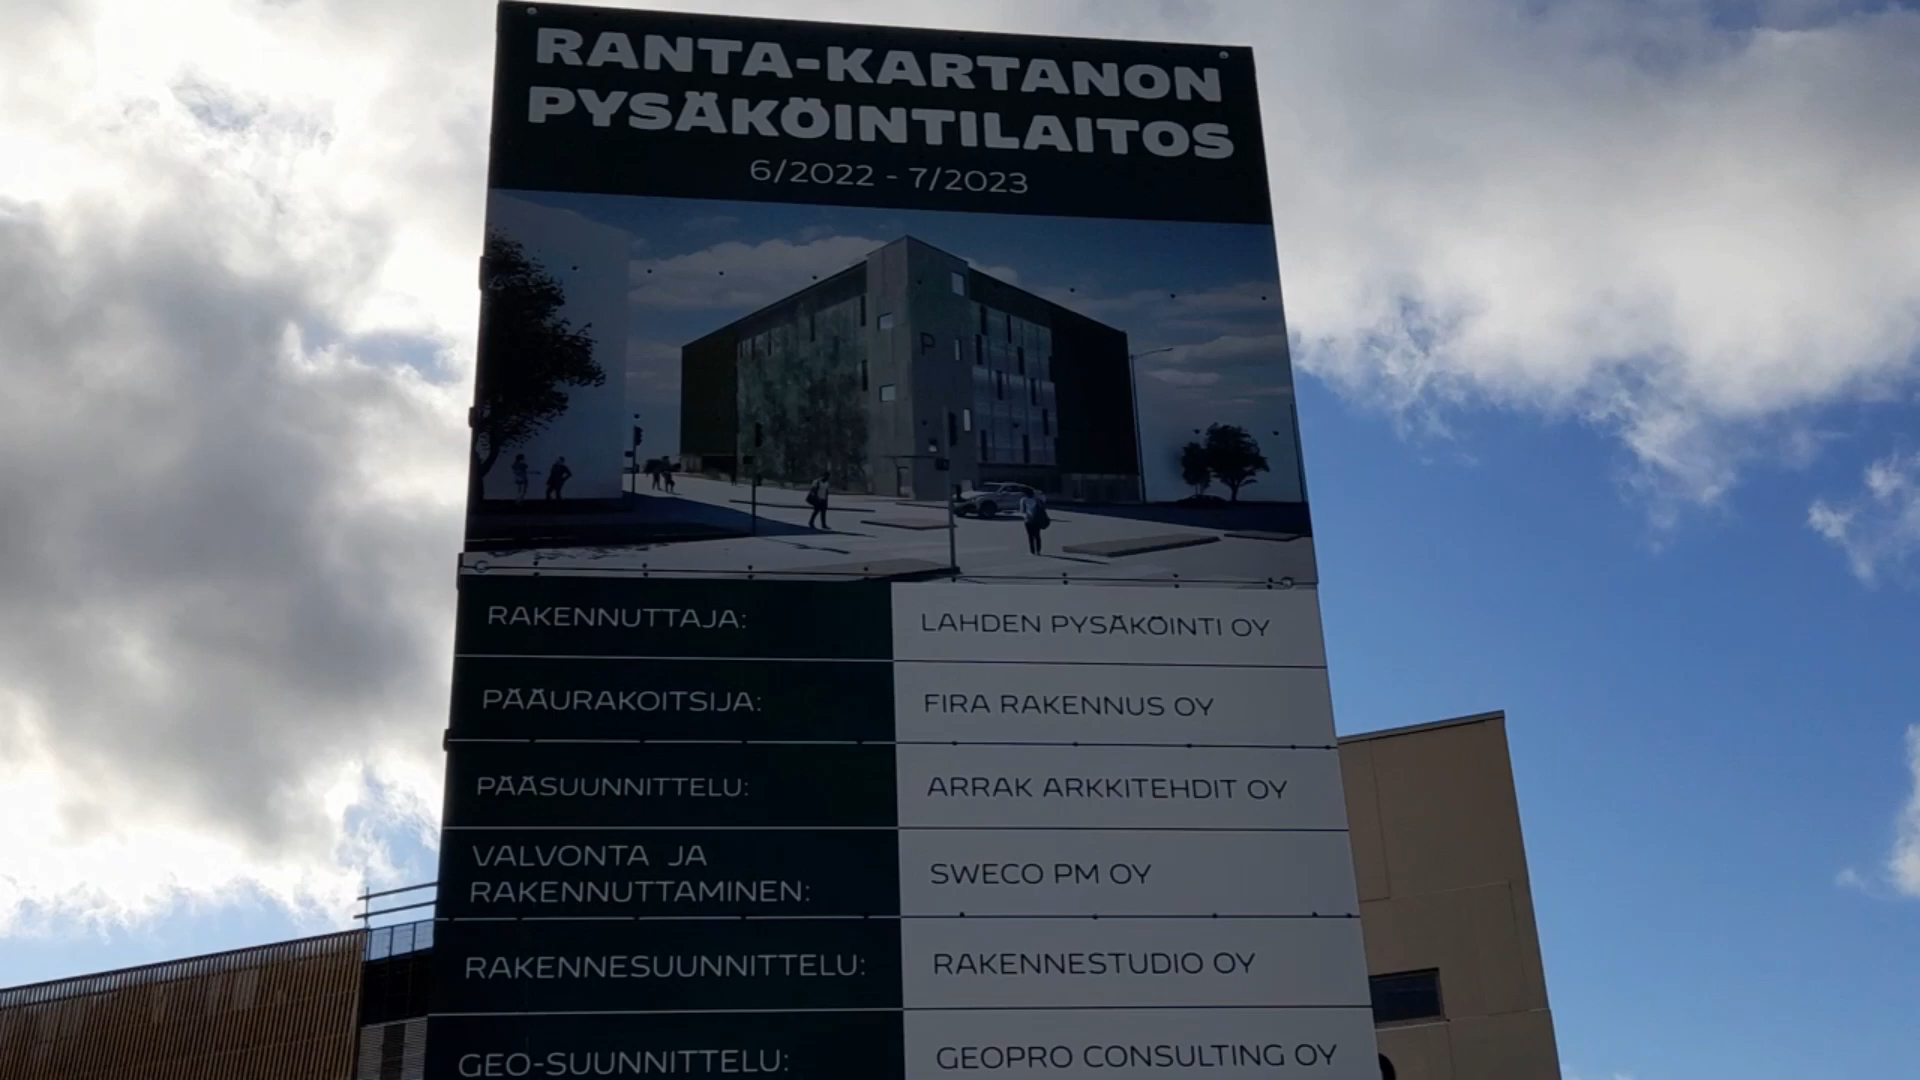 RANTA-KARTANON
PYSÄKÖINTILAITOS
6/2022 - 7/2023
P
RAKENNUTTAJA: LAHDEN PYSÄKÖINTI OY
PÄÄURAKOITSIJA: FIRA RAKENNUS OY
PÄÄSUUNNITTELU: ARRAK ARKKITEHDIT OY
VALVONTA JA
RAKENNUTTAMINEN: SWECO PM OY
RAKENNESUUNNITTELU: RAKENNESTUDIO OY
GEO-SUUNNITTELU: GEOPRO CONSULTING OY